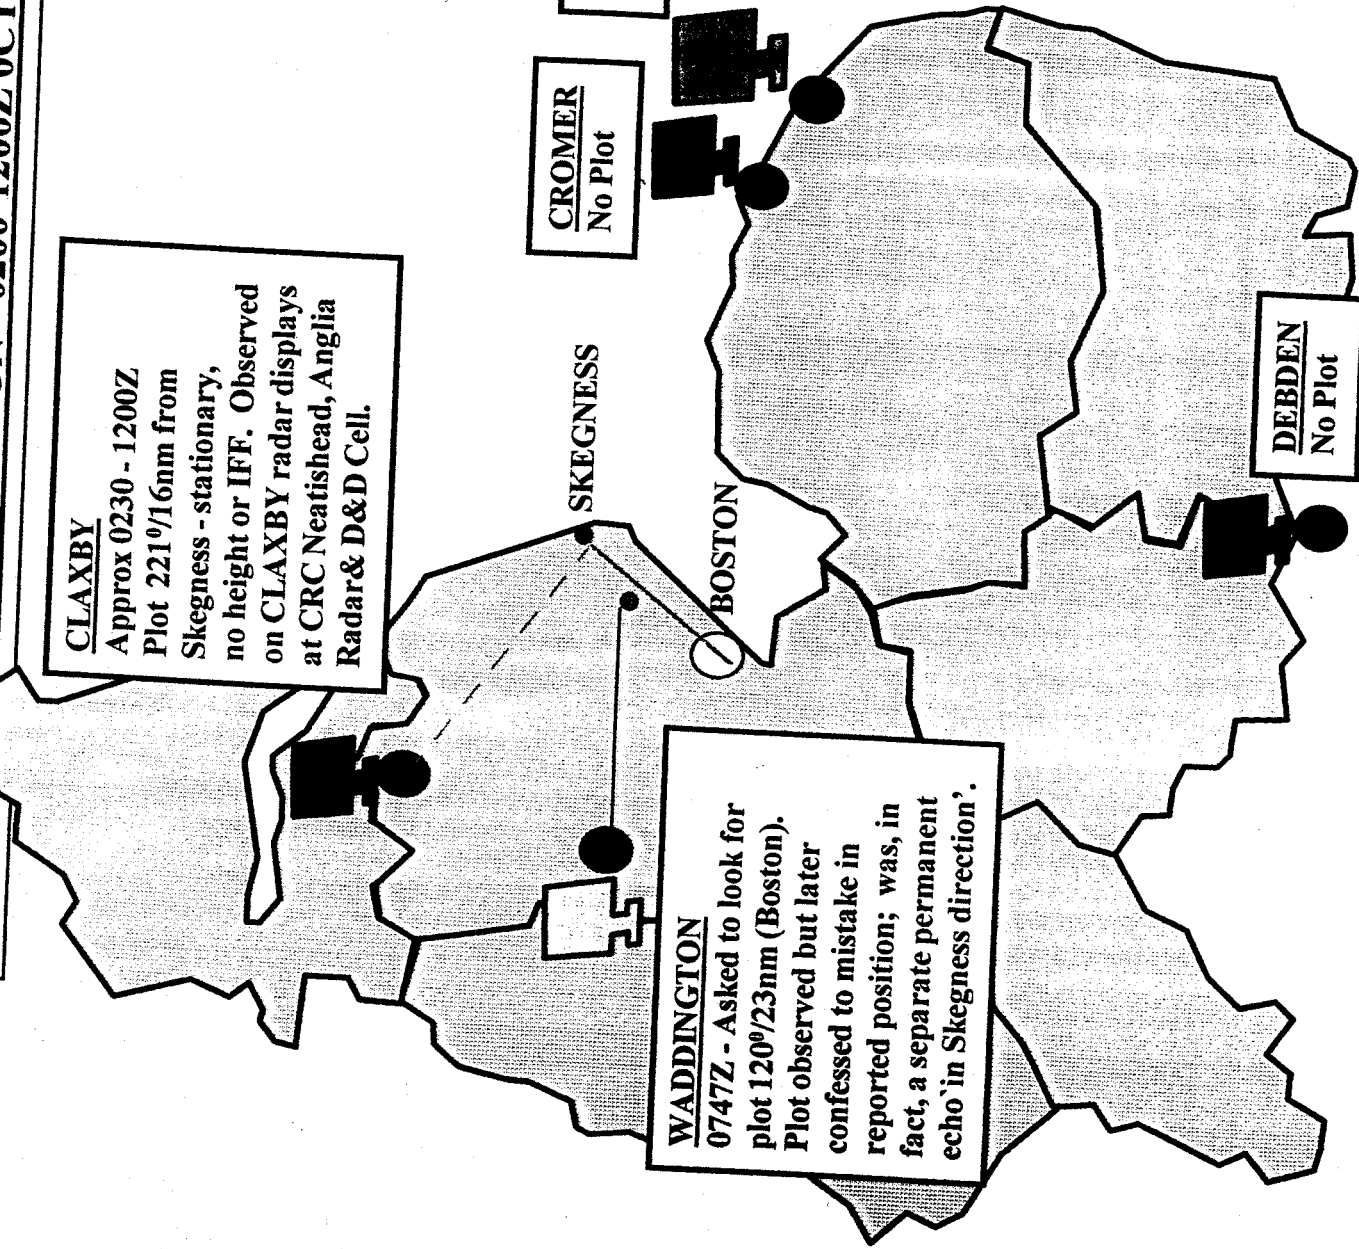 0200-1200Z OCT
CLAXBY
Approx 0230 - 1200Z
Plot 221⁰/16nm from
Skegness - stationary,
no height or IFF. Observed
on CLAXBY radar displays
at CRC Neatishead, Anglia
Radar& D&D Cell.
CROMER
No Plot
SKEGNESS
BOSTON
WADDINGTON
0747Z - Asked to look for
plot 120⁰/23nm (Boston).
Plot observed but later
confessed to mistake in
reported position; was, in
fact, a separate permanent
echo`in Skegness direction’.
DEBDEN
No Plot